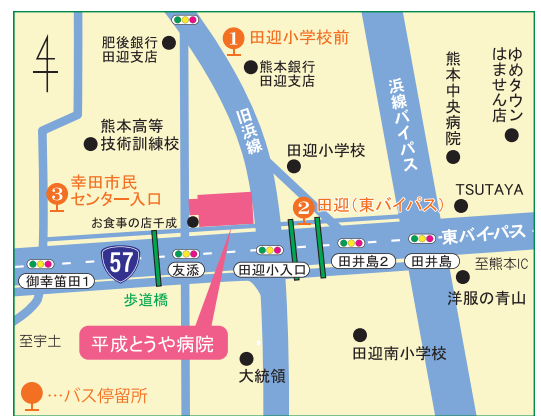 肥後銀行
田迎支店
1
田迎小学校前
熊本銀行
田迎支店
旧浜線
浜線バイパス
熊本中央病院
ゆめタウン
はません店
熊本高等
技術訓練校
田迎小学校
3
幸田市民
センター入口
2
田迎(東バイパス)
TSUTAYA
お食事の店千成
東バイパス
57
御幸笛田1
友添
田迎小入口
田井島2
田井島
至熊本IC
歩道橋
洋服の青山
至宇土
平成とうや病院
田迎南小学校
大統領
…バス停留所